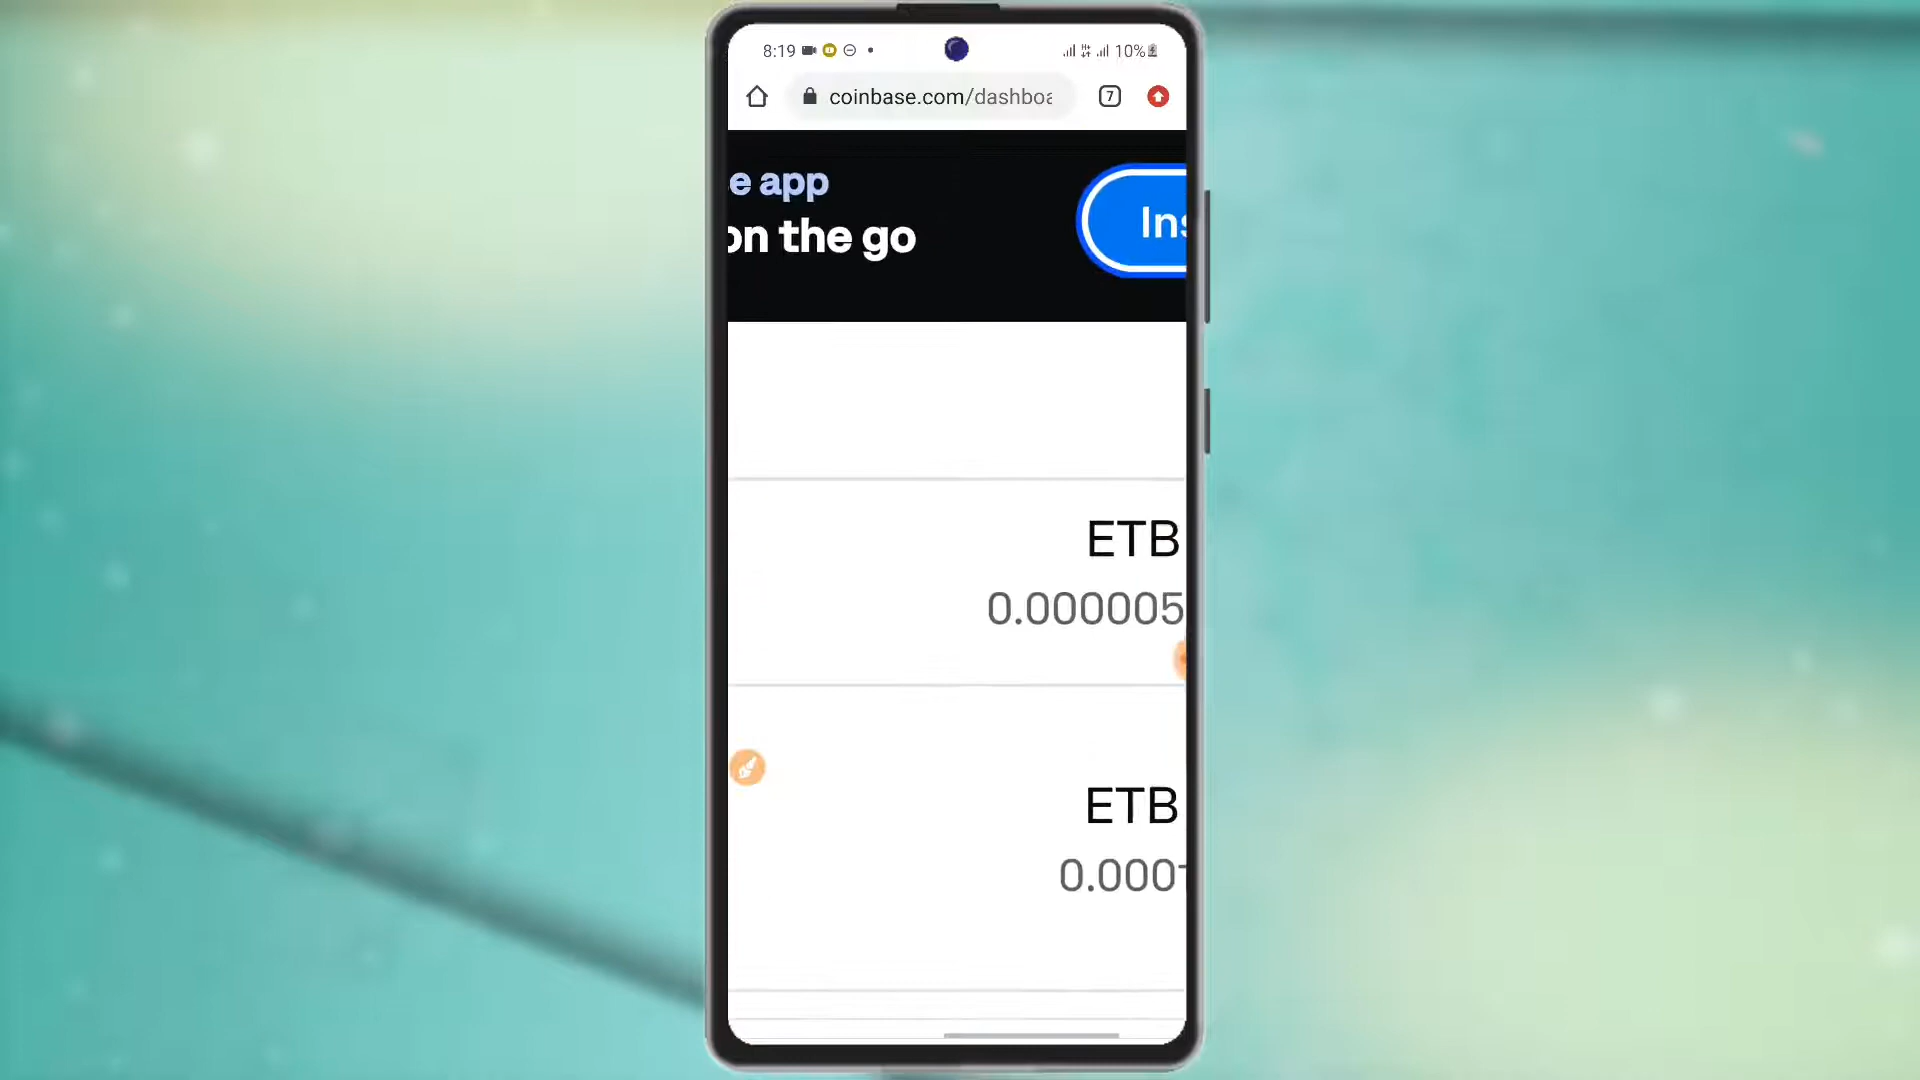 8:19 10%
coinbase.com/dashboa
7
e app
on the go
Ins
ETB
0.000005
ETB
0.000